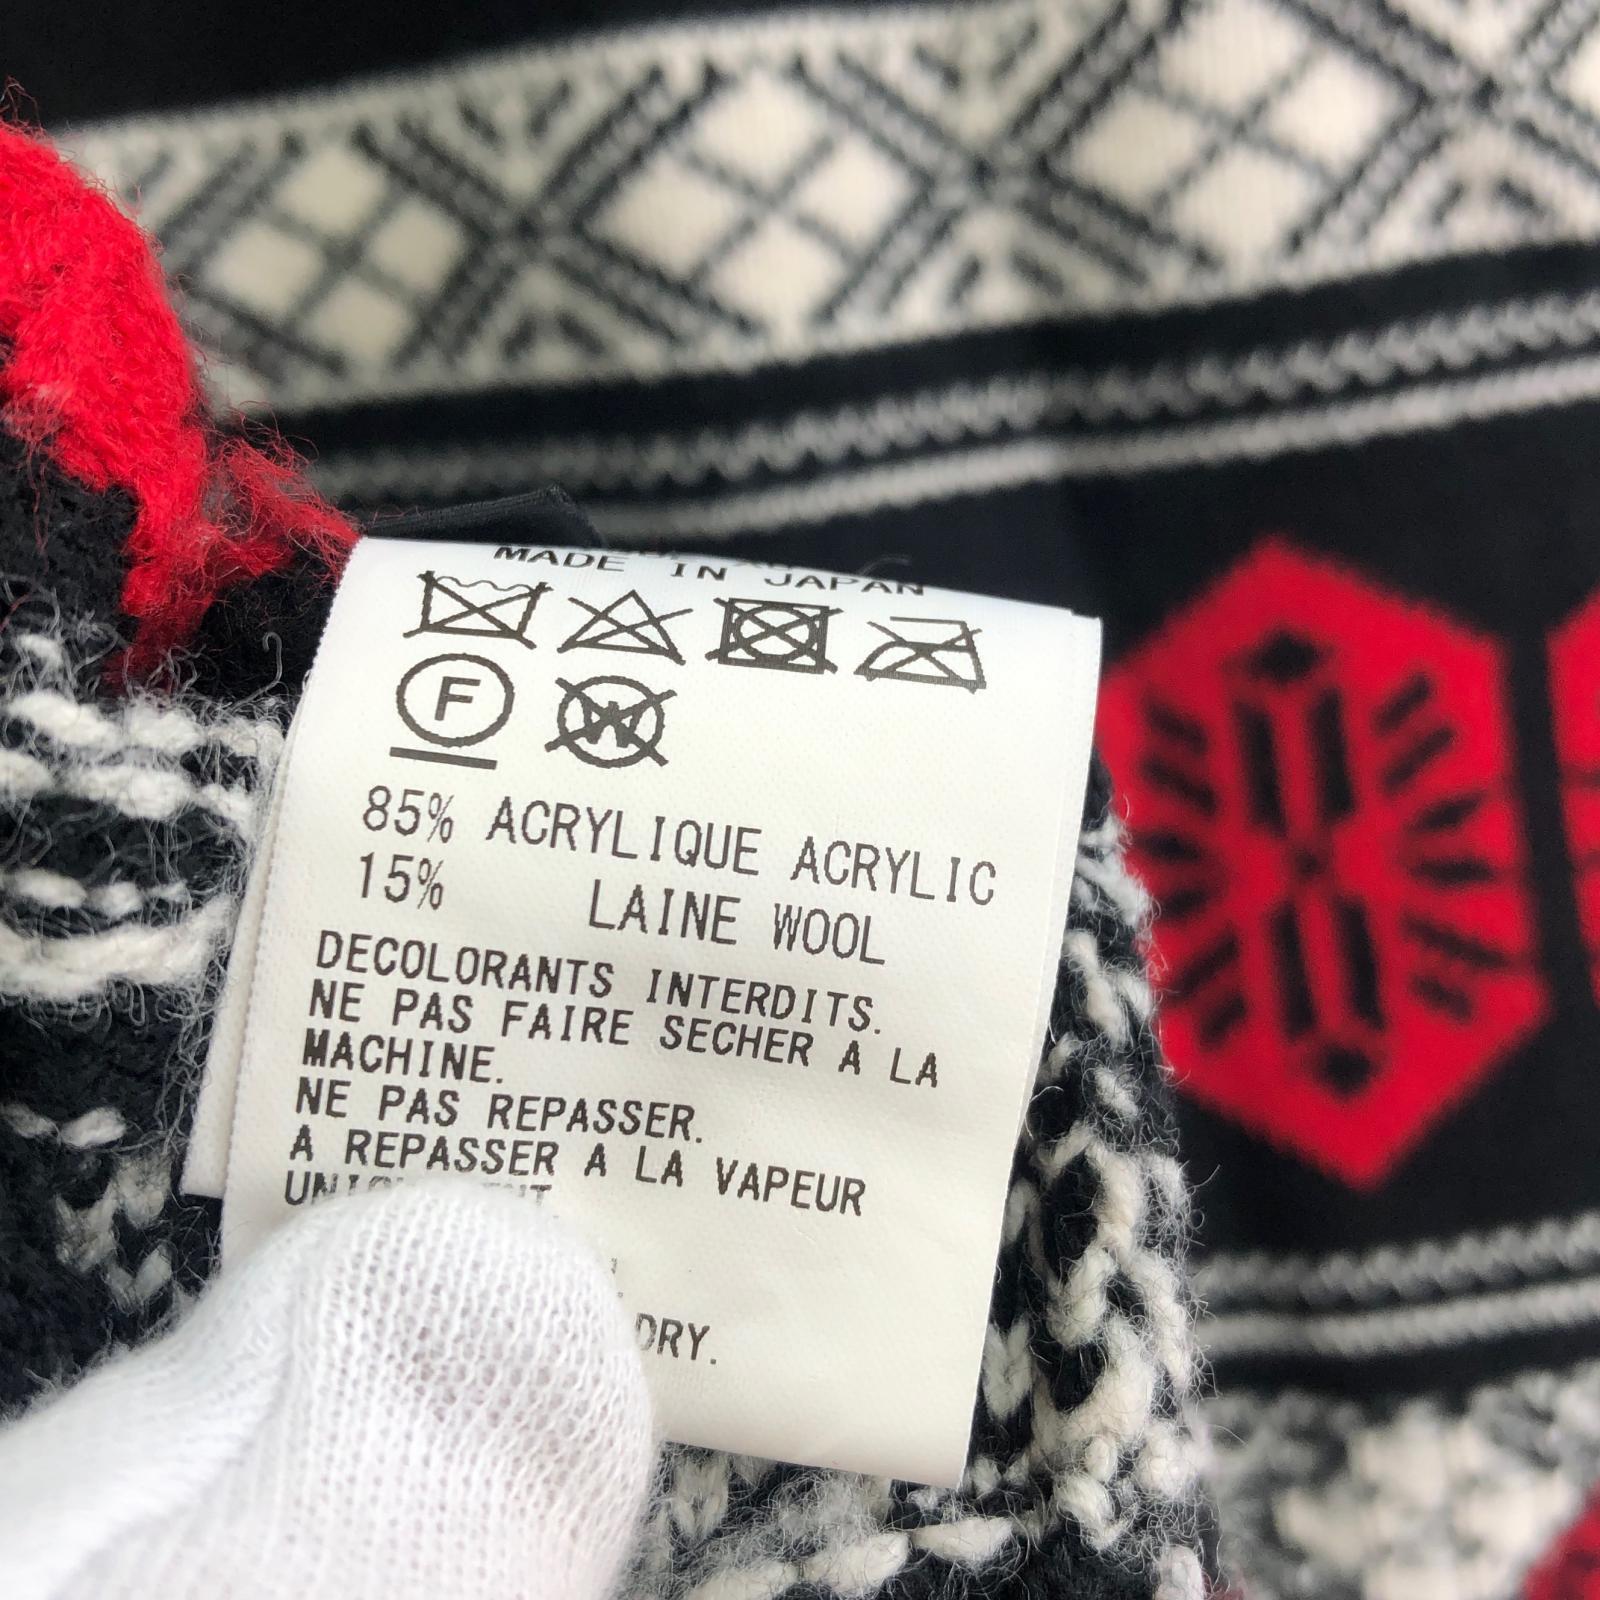 MADE IN JAPAN
F
W
85% ACRYLIQUE ACRYLIC
15% LAINE WOOL
DECOLORANTS INTERDITS.
NE PAS FAIRE SECHER A LA
MACHINE.
NE PAS REPASSER.
A REPASSER A LA VAPEUR
DRY.